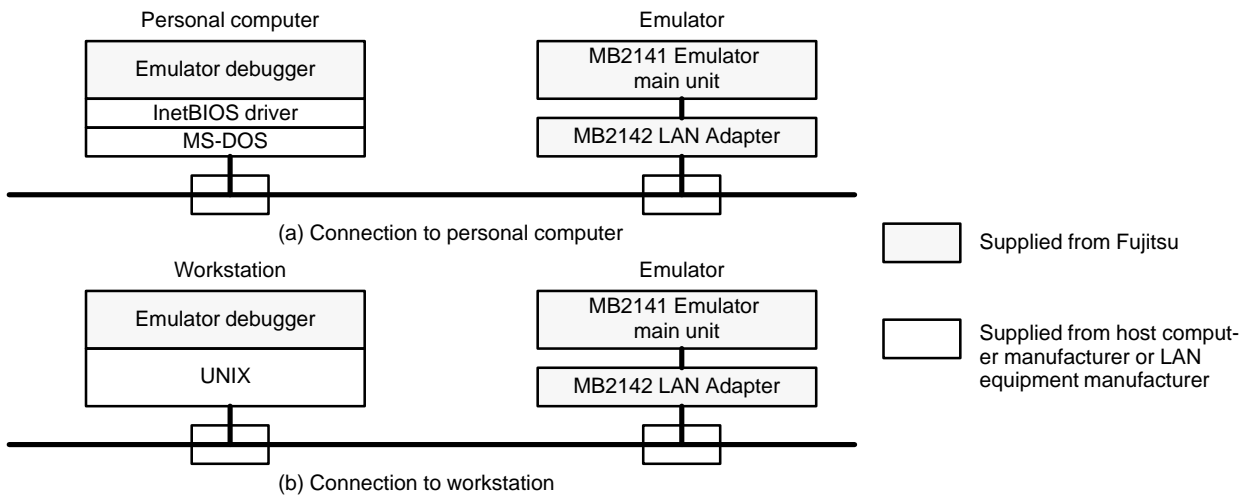 Personal computer
Emulator
Emulator debugger
InetBIOS driver
MS-DOS
MB2141 Emulator
main unit
MB2142 LAN Adapter
(a) Connection to personal computer
Workstation
Emulator
Emulator debugger
UNIX
MB2141 Emulator
main unit
MB2142 LAN Adapter
(b) Connection to workstation
Supplied from Fujitsu
Supplied from host comput-
er manufacturer or LAN
equipment manufacturer